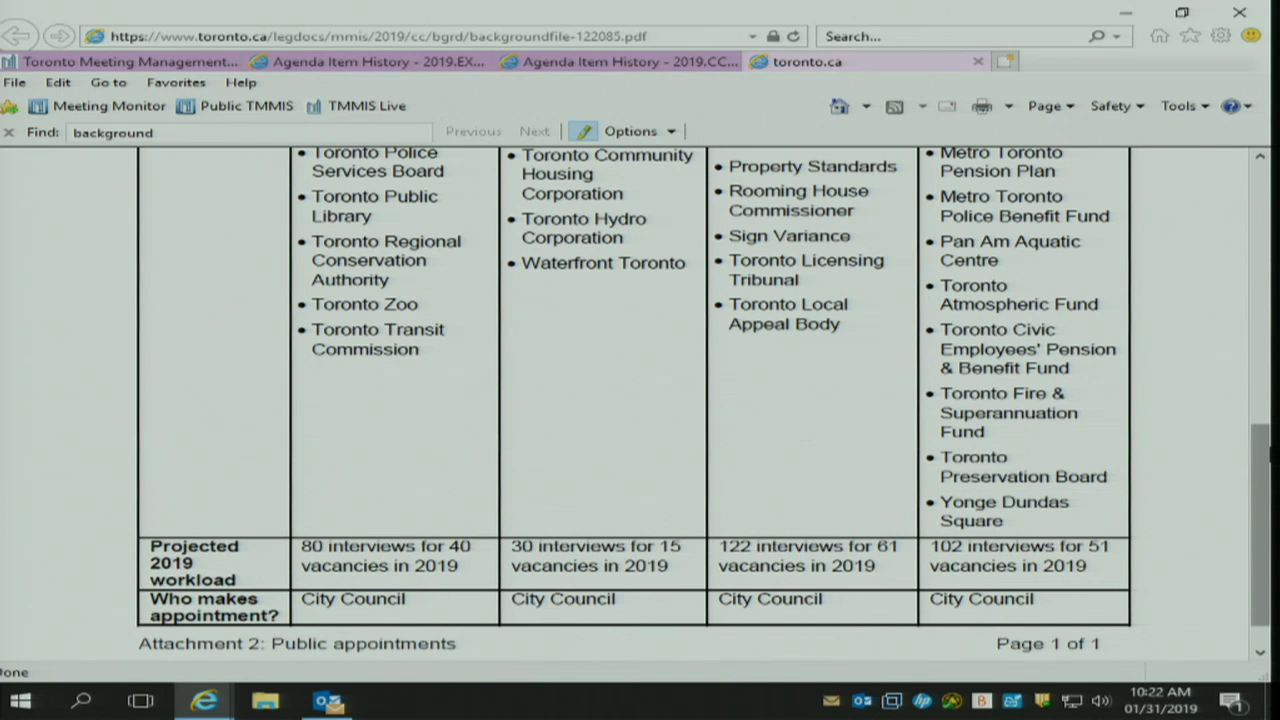 https://www.toronto.ca/legdocs/mmis/2019/cc/bgrd/backgroundfile-122085.pdf
Search...
Toronto Meeting Management...
Agenda Item History - 2019.EX...
Agenda Item History - 2019.CC...
toronto.ca
File Edit Go to Favorites Help
Meeting Monitor Public TMMIS TMMIS Live
Page Safety Tools
Find: background Previous Next Options
• Toronto Police
Services Board
• Toronto Public
Library
• Toronto Regional
Conservation
Authority
• Toronto Zoo
• Toronto Transit
Commission
• Toronto Community
Housing
Corporation
• Toronto Hydro
Corporation
• Waterfront Toronto
• Property Standards
• Rooming House
Commissioner
• Sign Variance
• Toronto Licensing
Tribunal
• Toronto Local
Appeal Body
• Metro Toronto
Pension Plan
• Metro Toronto
Police Benefit Fund
• Pan Am Aquatic
Centre
• Toronto
Atmospheric Fund
• Toronto Civic
Employees' Pension
& Benefit Fund
• Toronto Fire &
Superannuation
Fund
• Toronto
Preservation Board
• Yonge Dundas
Square
Projected
2019
workload
80 interviews for 40
vacancies in 2019
30 interviews for 15
vacancies in 2019
122 interviews for 61
vacancies in 2019
102 interviews for 51
vacancies in 2019
Who makes
appointment?
City Council
City Council
City Council
City Council
Attachment 2: Public appointments
Page 1 of 1
10:22 AM
01/31/2019